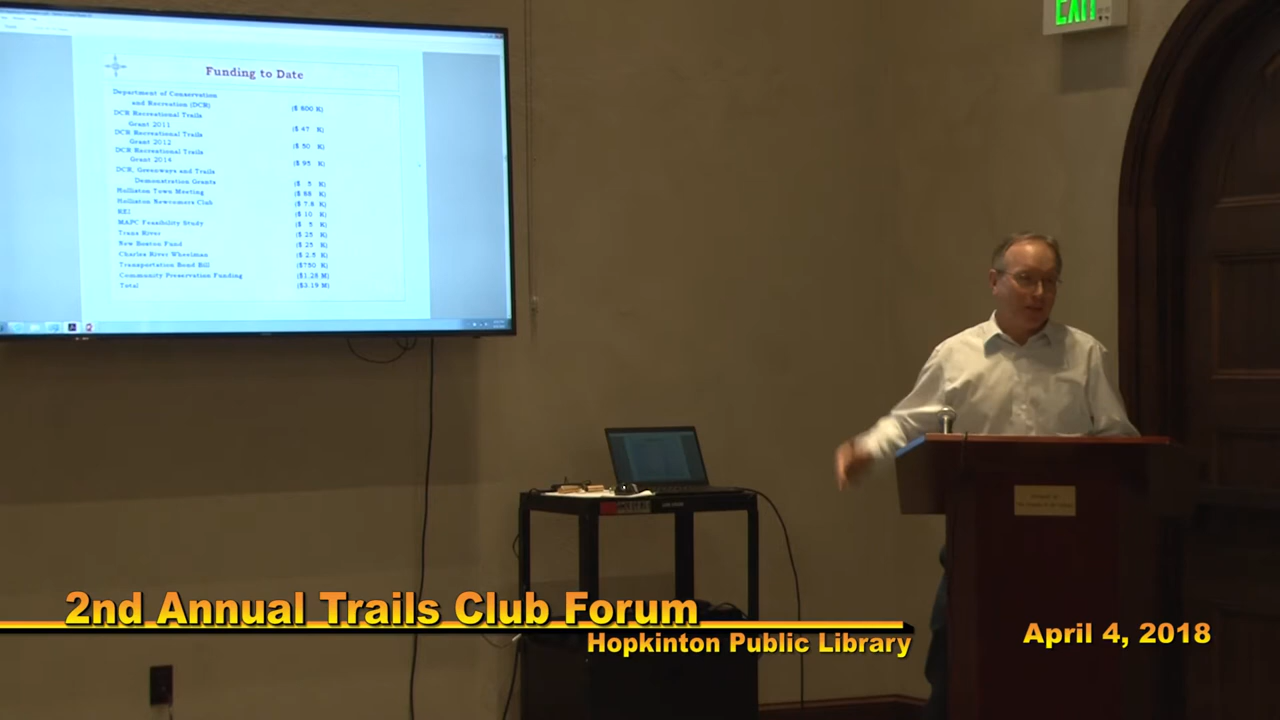 Funding to Date
Department of Conservation
and Recreation (DCR) ($ 600 K)
DCR Recreational Trails
Grant 2011 ($ 47 K)
DCR Recreational Trails
Grant 2012 ($ 50 K)
DCR Recreational Trails
Grant 2014 ($ 95 K)
DCR, Greenways and Trails
Demonstration Grants ($ 5 K)
Holliston Town Meeting ($ 68 K)
Holliston Newcomers Club ($ 7.8 K)
REI ($ 10 K)
MAPC Feasibility Study ($ 5 K)
Trans River ($ 25 K)
New Boston Fund ($ 25 K)
Charles River Wheelman ($ 2.5 K)
Transportation Bond Bill ($750 K)
Community Preservation Funding ($1.28 M)
Total ($3.19 M)
EXIT
2nd Annual Trails Club Forum
Hopkinton Public Library
April 4, 2018